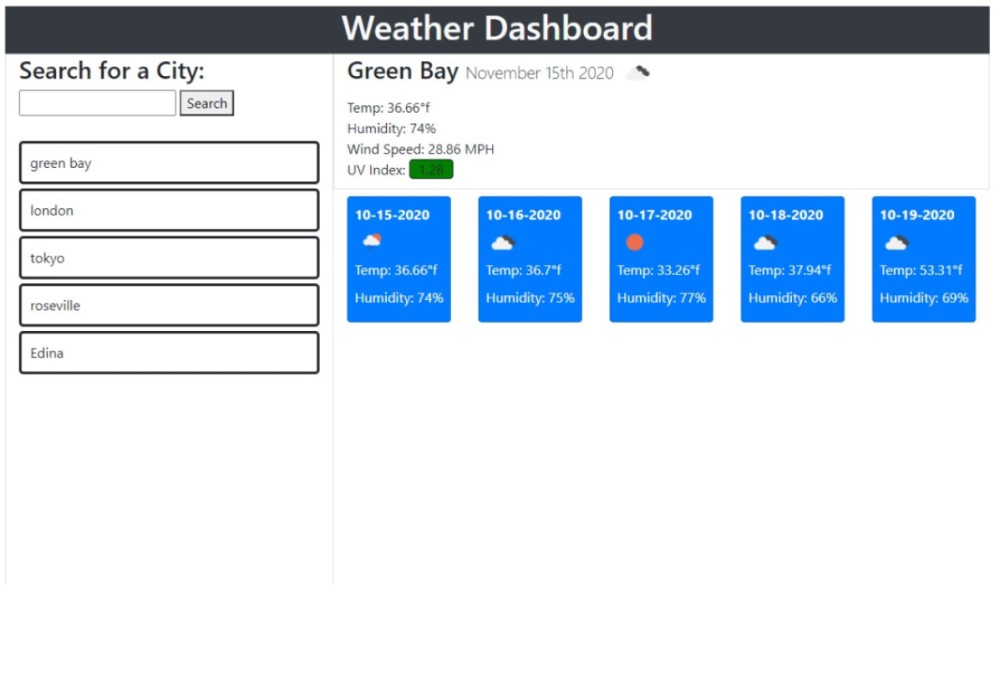 Weather Dashboard
Search for a City:
Search
green bay
london
tokyo
roseville
Edina
Green Bay November 15th 2020
Temp: 36.66°f
Humidity: 74%
Wind Speed: 28.86 MPH
UV Index: 1.28
10-15-2020
Temp: 36.66°f
Humidity: 74%
10-16-2020
Temp: 36.7°f
Humidity: 75%
10-17-2020
Temp: 33.26°f
Humidity: 77%
10-18-2020
Temp: 37.94°f
Humidity: 66%
10-19-2020
Temp: 53.31°f
Humidity: 69%